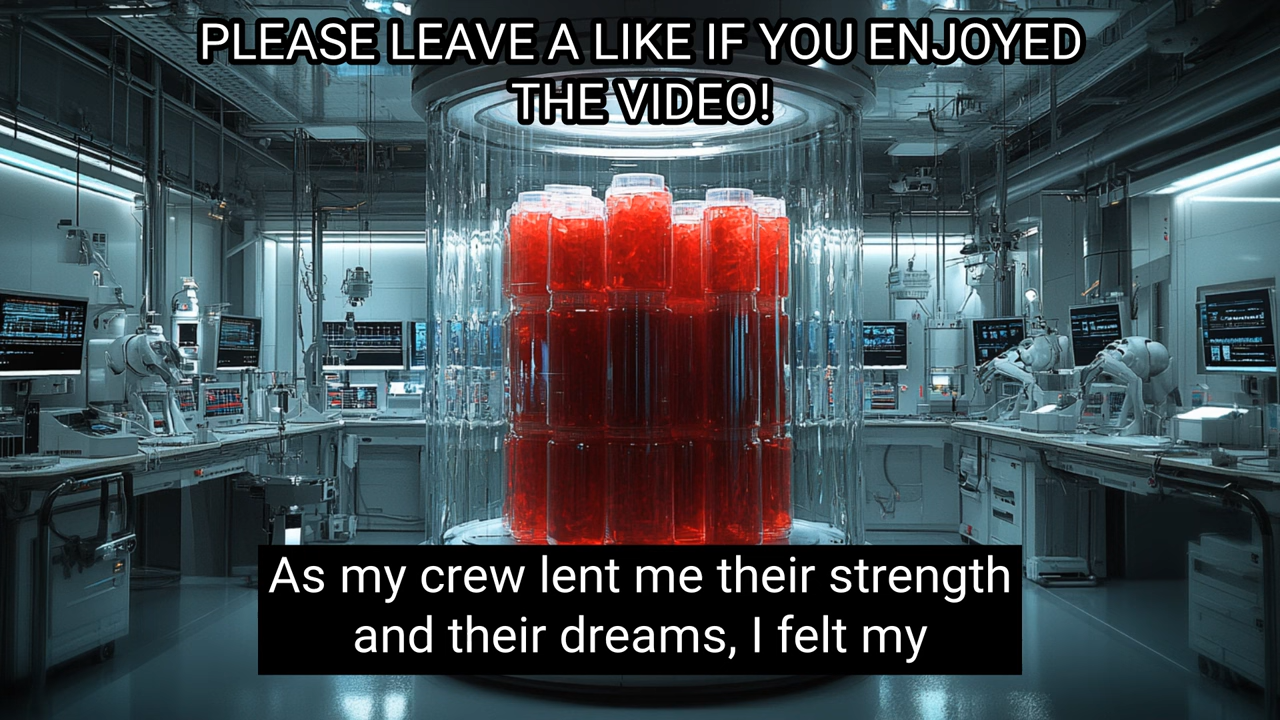 PLEASE LEAVE A LIKE IF YOU ENJOYED
THE VIDEO!
As my crew lent me their strength
and their dreams, I felt my